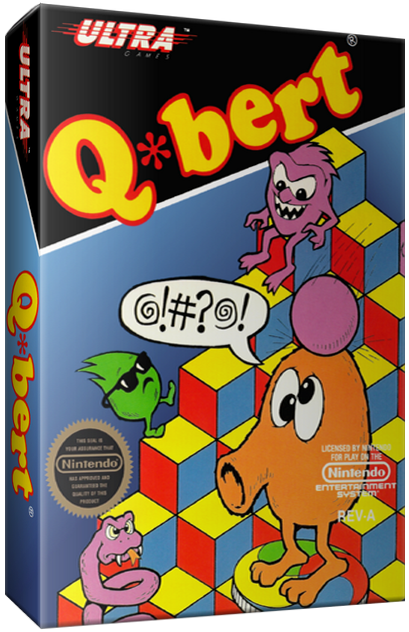 ULTRA™
GAMES
Q*bert®
@!#?@!
THIS SEAL IS
YOUR ASSURANCE THAT
Nintendo
HAS APPROVED AND
GUARANTEED THE
QUALITY OF THIS
PRODUCT
LICENSED BY NINTENDO
FOR PLAY ON THE
Nintendo
ENTERTAINMENT
SYSTEM
REV-A
ULTRA
Q*bert®